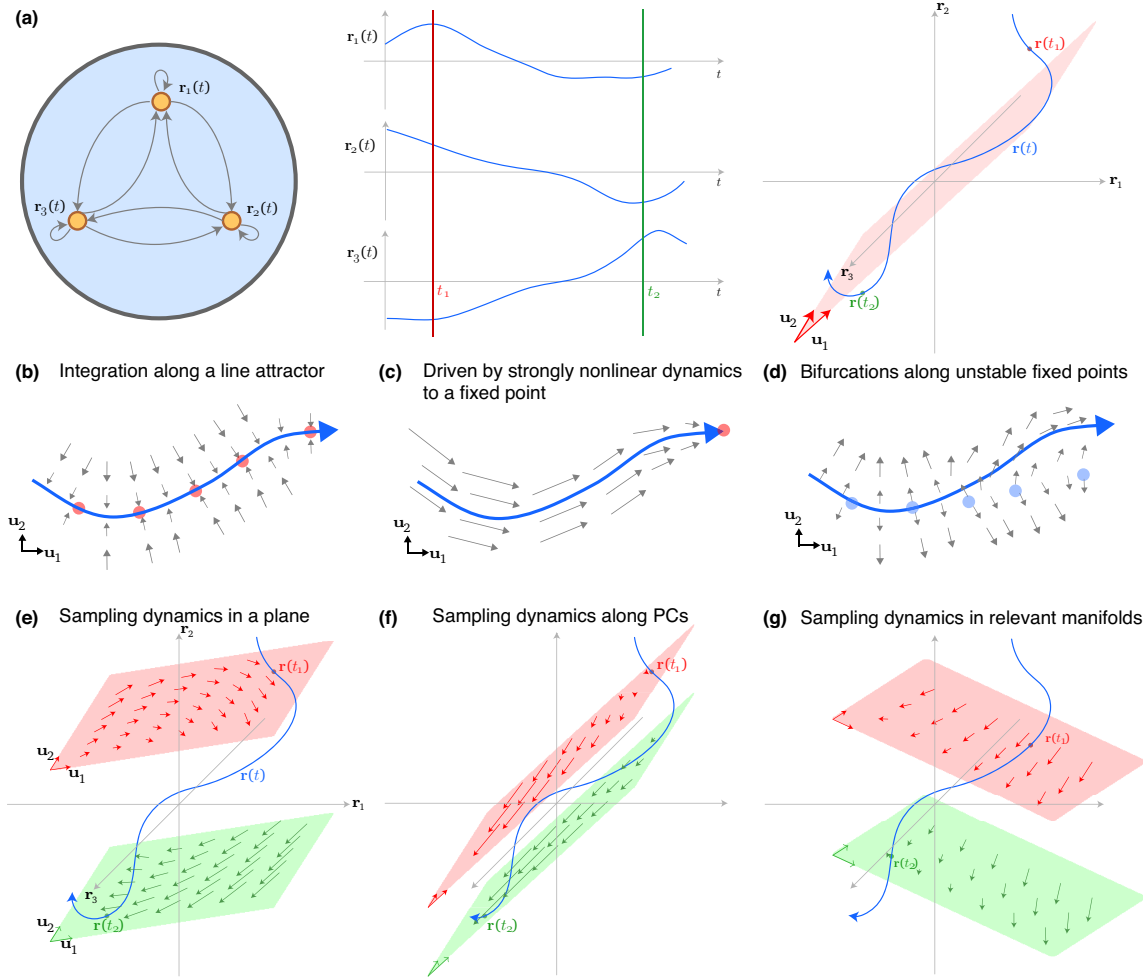 (a)
r₁(t)
r₃(t)
r₂(t)
r₁(t)
t
r₂(t)
t
r₃(t)
t₁
t₂
t
r₂
r(t₁)
r(t)
r₁
r₃
r(t₂)
u₂
u₁
(b) Integration along a line attractor
u₂
u₁
(c) Driven by strongly nonlinear dynamics
to a fixed point
u₂
u₁
(d) Bifurcations along unstable fixed points
u₂
u₁
(e) Sampling dynamics in a plane
r₂
r(t₁)
u₂
u₁
r(t)
r₁
r₃
r(t₂)
u₂
u₁
(f) Sampling dynamics along PCs
r(t₁)
r(t₂)
(g) Sampling dynamics in relevant manifolds
r(t₁)
r(t₂)